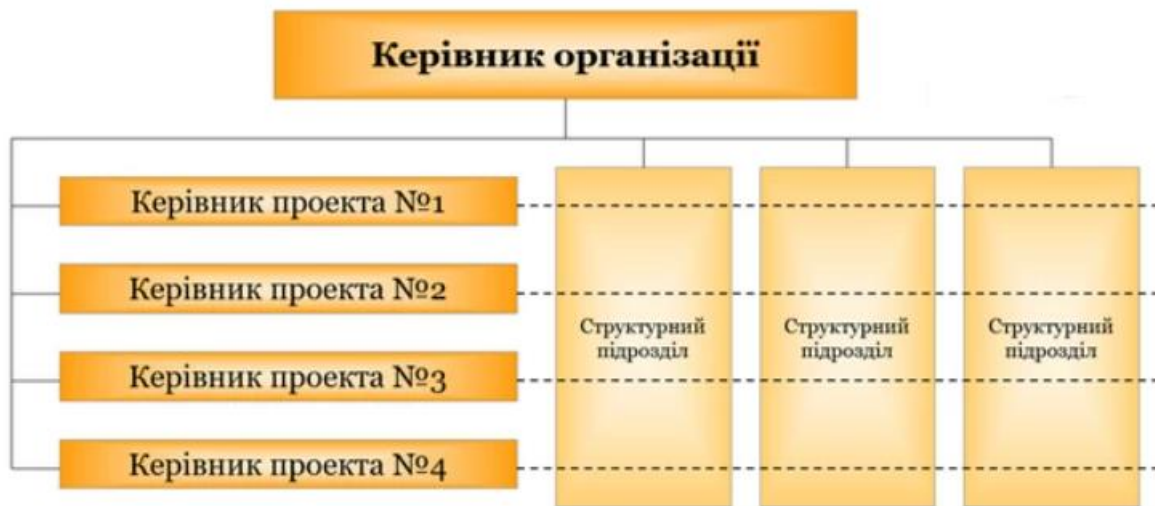 Керівник організації
Керівник проекта №1
Керівник проекта №2
Керівник проекта №3
Керівник проекта №4
Структурний
підрозділ
Структурний
підрозділ
Структурний
підрозділ